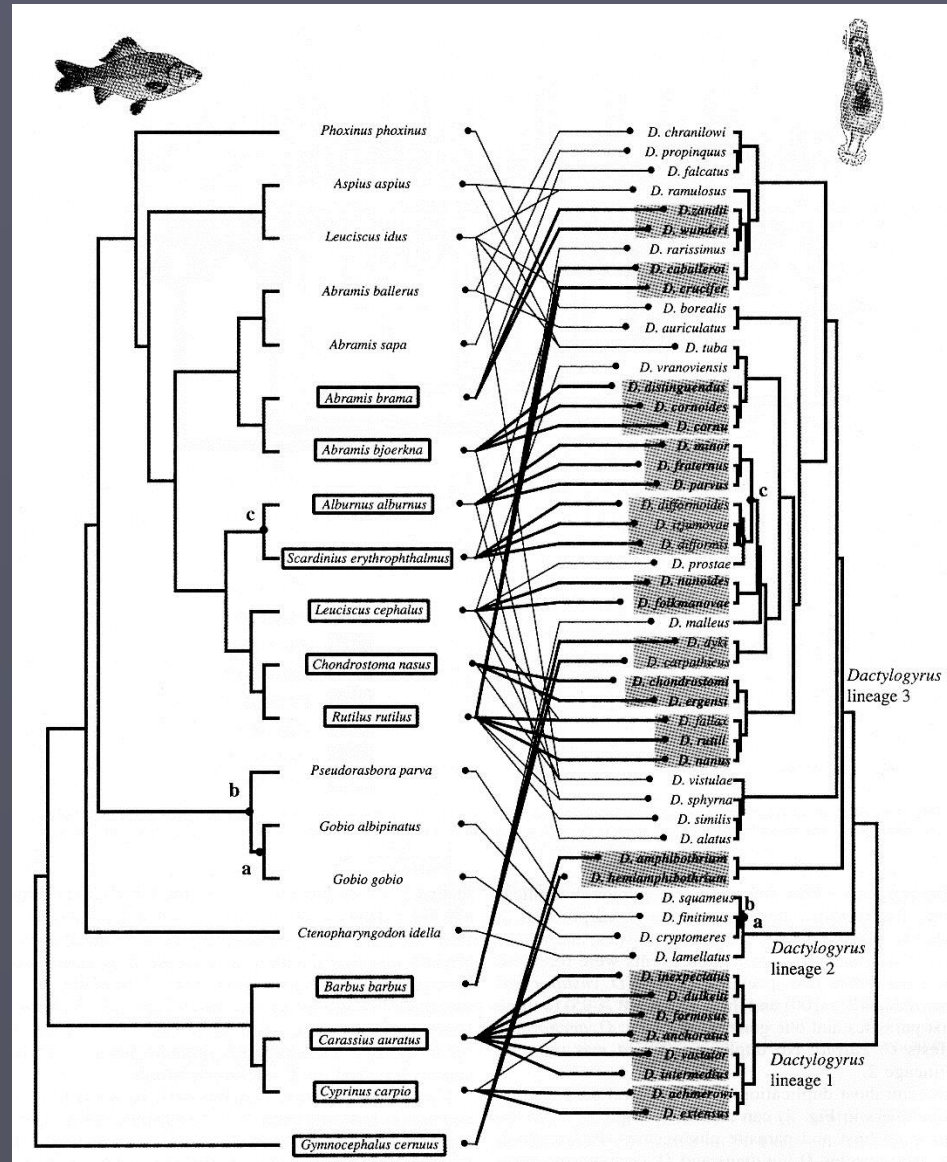 Phoxinus phoxinus
Aspius aspius
Leuciscus idus
Abramis ballerus
Abramis sapa
Abramis brama
Abramis bjoerkna
c
Alburnus alburnus
Scardinius erythrophthalmus
Leuciscus cephalus
Chondrostoma nasus
Rutilus rutilus
Pseudorasbora parva
b
Gobio albipinatus
a
Gobio gobio
Ctenopharyngodon idella
Barbus barbus
Carassius auratus
Cyprinus carpio
Gymnocephalus cernuus
D. chranilowi
D. propinquus
D. falcatus
D. ramulosus
D.zandti
D. wunderi
D. rarissimus
D. caballeroi
D. crucifer
D. borealis
D. auriculatus
D. tuba
D. vranoviensis
D. distinguendus
D. cornoides
D. cornu
D. minor
D. fraternus
D. parvus
c
D. difformoides
D. izjumovae
D. difformis
D. prostae
D. nanoides
D. folkmanovae
D. malleus
D. dyki
D. carpathicus
D. chondrostomi
D. ergensi
D. fallax
D. rutili
D. nanus
D. vistulae
D. sphyrna
D. similis
D. alatus
D. amphibothrium
D. hemiamphibothrium
D. squameus
D. finitimus
D. cryptomeres
D. lamellatus
b
a
D. inexpectatus
D. dulkeiti
D. formosus
D. anchoratus
D. vastator
D. intermedius
D. achmerowi
D. extensus
Dactylogyrus
lineage 3
Dactylogyrus
lineage 2
Dactylogyrus
lineage 1